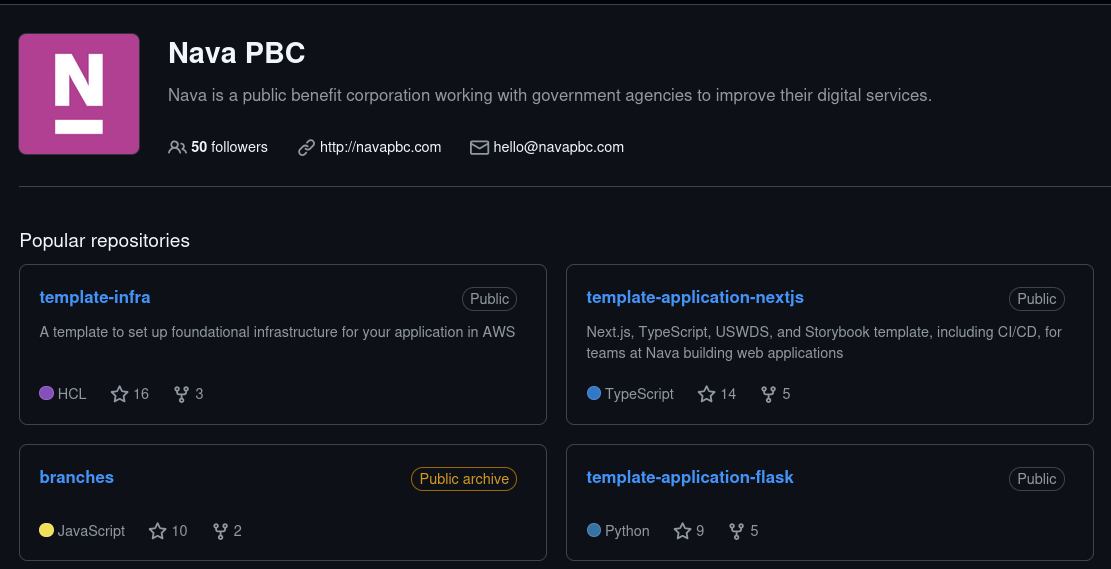 N
Nava PBC
Nava is a public benefit corporation working with government agencies to improve their digital services.
50 followers http://navapbc.com hello@navapbc.com
Popular repositories
template-infra Public
A template to set up foundational infrastructure for your application in AWS
HCL 16 3
template-application-nextjs Public
Next.js, TypeScript, USWDS, and Storybook template, including CI/CD, for
teams at Nava building web applications
TypeScript 14 5
branches Public archive
JavaScript 10 2
template-application-flask Public
Python 9 5